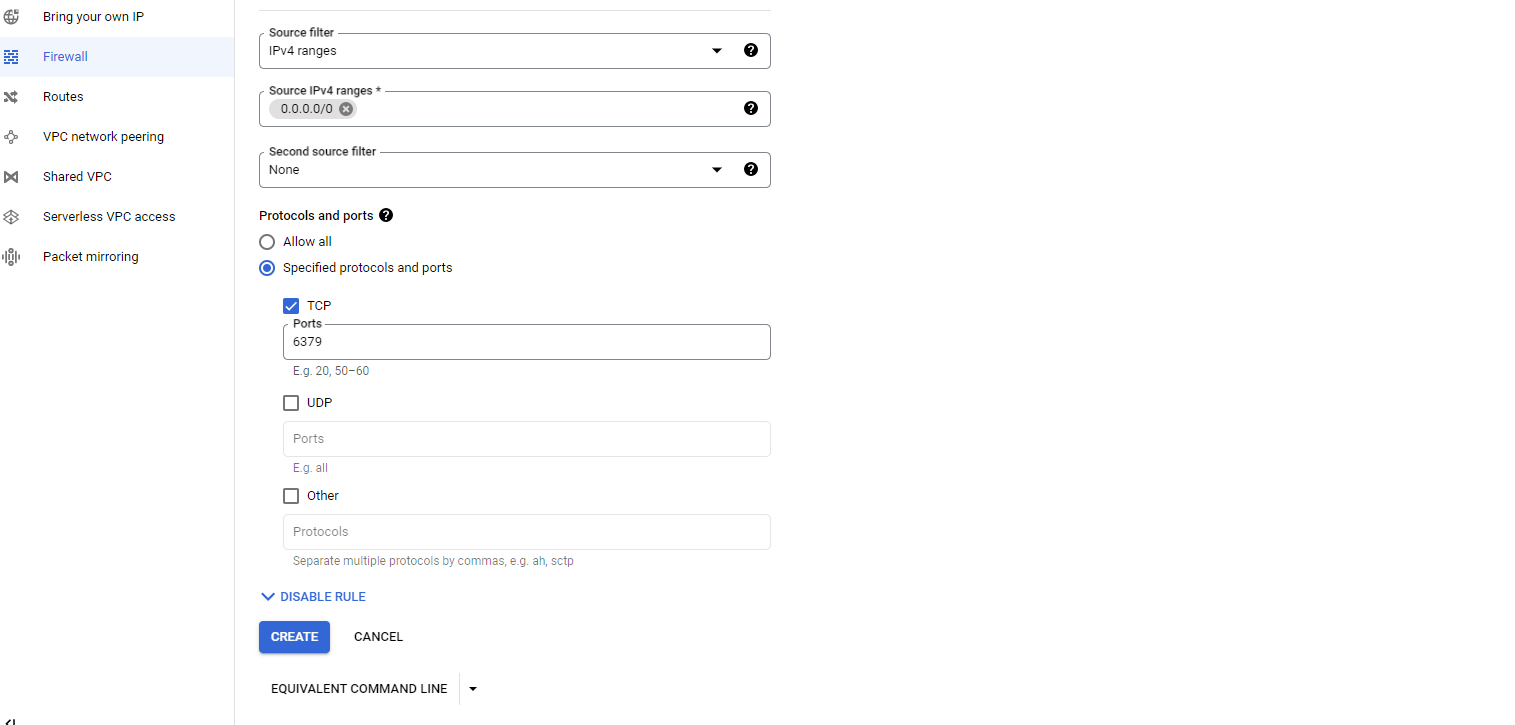 Bring your own IP
Firewall
Routes
VPC network peering
Shared VPC
Serverless VPC access
Packet mirroring
Source filter
IPv4 ranges
Source IPv4 ranges *
0.0.0.0/0
Second source filter
None
Protocols and ports
Allow all
Specified protocols and ports
TCP
Ports
6379
E.g. 20, 50–60
UDP
Ports
E.g. all
Other
Protocols
Separate multiple protocols by commas, e.g. ah, sctp
DISABLE RULE
CREATE
CANCEL
EQUIVALENT COMMAND LINE